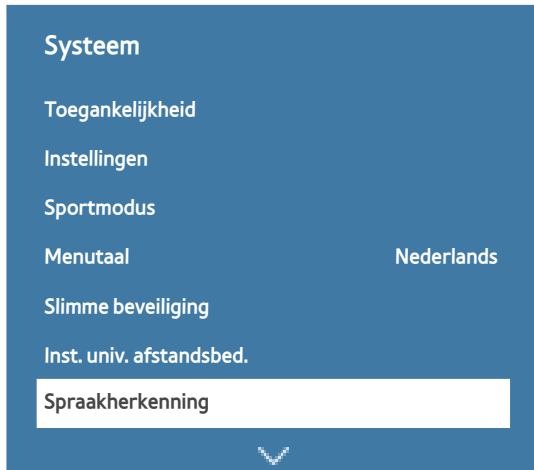 Systeem
Toegankelijkheid
Instellingen
Sportmodus
Menutaal Nederlands
Slimme beveiliging
Inst. univ. afstandsbed.
Spraakherkenning